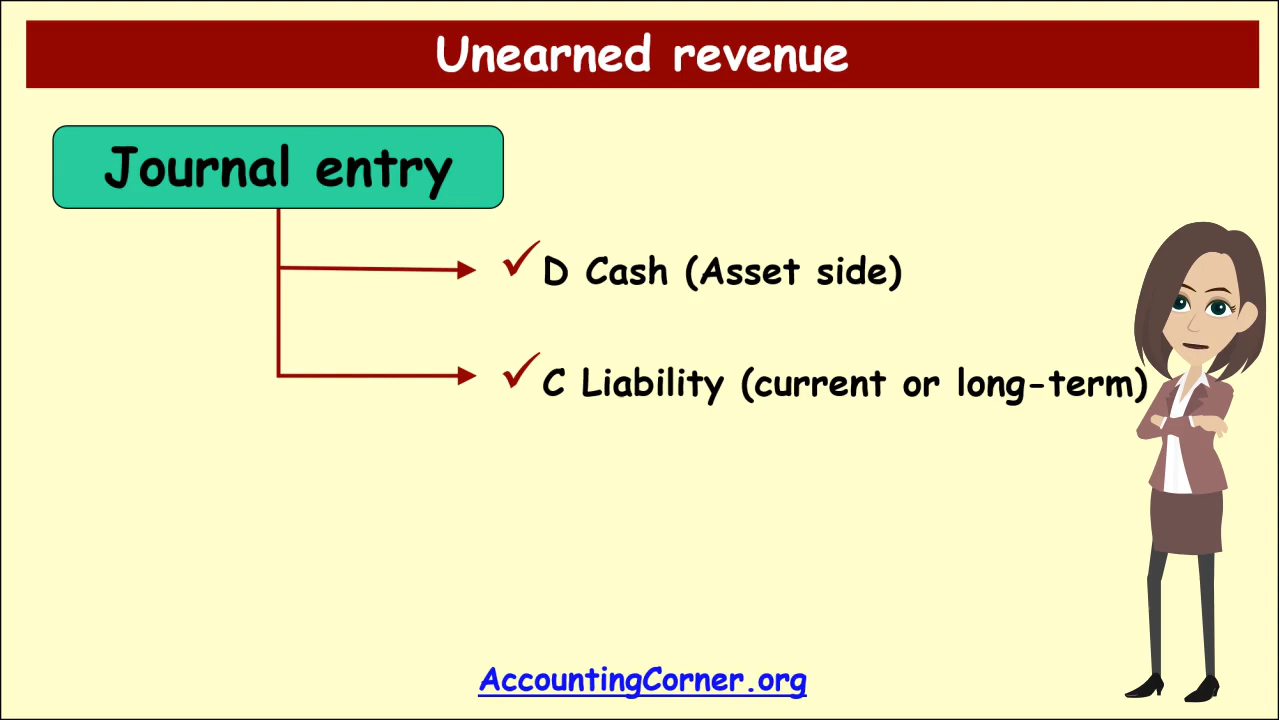 Unearned revenue
Journal entry
D Cash (Asset side)
C Liability (current or long-term)
AccountingCorner.org